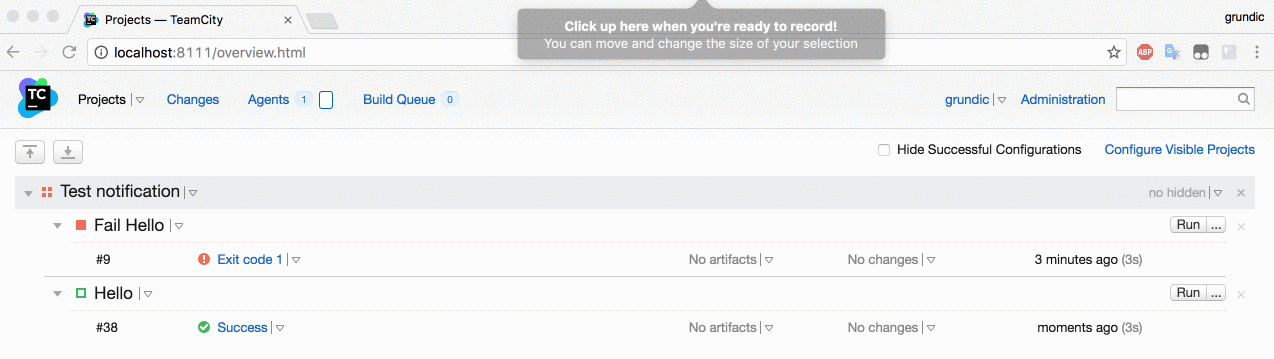 Projects — TeamCity
grundic
Click up here when you're ready to record!
You can move and change the size of your selection
localhost:8111/overview.html
ABP
TC
Projects
Changes
Agents 1
Build Queue 0
grundic
Administration
Hide Successful Configurations
Configure Visible Projects
Test notification
no hidden
Fail Hello
Run ...
#9 Exit code 1 No artifacts No changes 3 minutes ago (3s)
Hello
Run ...
#38 Success No artifacts No changes moments ago (3s)